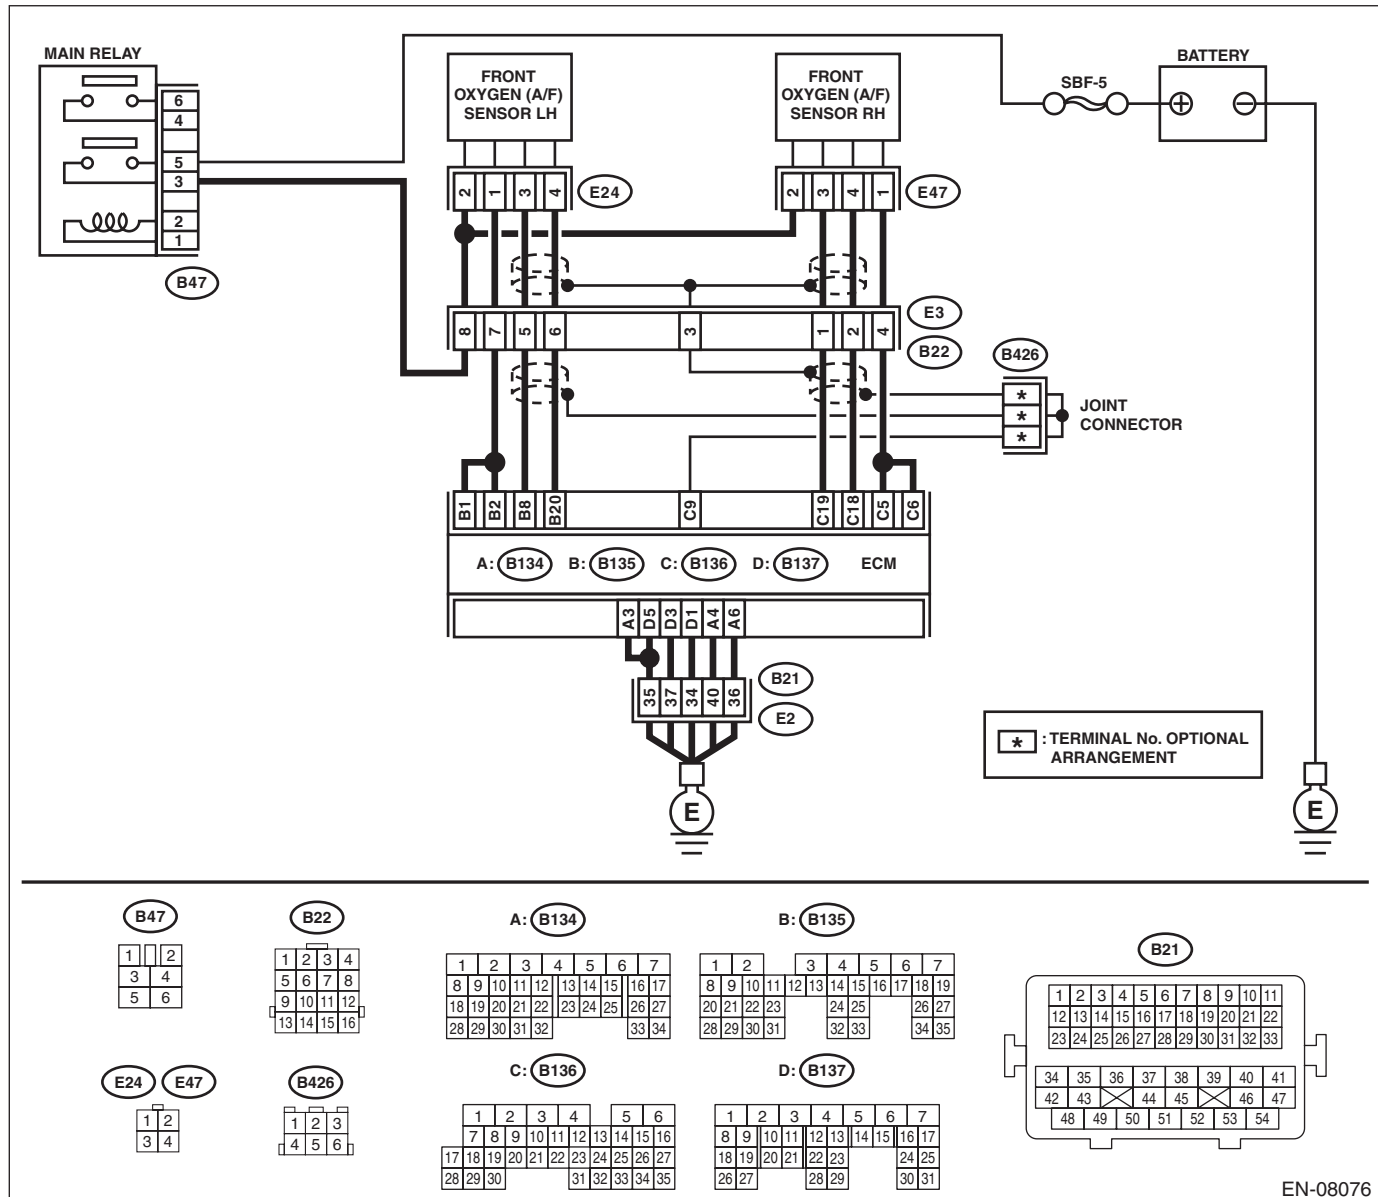 MAIN RELAY
6
4
5
3
2
1
B47
FRONT
OXYGEN (A/F)
SENSOR LH
FRONT
OXYGEN (A/F)
SENSOR RH
SBF-5
BATTERY
2 1 3 4
E24
2 3 4 1
E47
8 7 5 6 3 1 2 4
E3
B22
B426
*
*
*
JOINT
CONNECTOR
B1 B2 B8 B20 C9 C19 C18 C5 C6
A: B134 B: B135 C: B136 D: B137 ECM
A3 D5 D3 D1 A4 A6
35 37 34 40 36
B21
E2
E
* : TERMINAL No. OPTIONAL
ARRANGEMENT
E
B47
1 2
3 4
5 6
B22
1 2 3 4
5 6 7 8
9 10 11 12
13 14 15 16
A: B134
1 2 3 4 5 6 7
8 9 10 11 12 13 14 15 16 17
18 19 20 21 22 23 24 25 26 27
28 29 30 31 32 33 34
B: B135
1 2 3 4 5 6 7
8 9 10 11 12 13 14 15 16 17 18 19
20 21 22 23 24 25 26 27
28 29 30 31 32 33 34 35
B21
1 2 3 4 5 6 7 8 9 10 11
12 13 14 15 16 17 18 19 20 21 22
23 24 25 26 27 28 29 30 31 32 33
34 35 36 37 38 39 40 41
42 43 44 45 46 47
48 49 50 51 52 53 54
E24 E47
1 2
3 4
B426
1 2 3
4 5 6
C: B136
1 2 3 4 5 6
7 8 9 10 11 12 13 14 15 16
17 18 19 20 21 22 23 24 25 26 27
28 29 30 31 32 33 34 35
D: B137
1 2 3 4 5 6 7
8 9 10 11 12 13 14 15 16 17
18 19 20 21 22 23 24 25
26 27 28 29 30 31
EN-08076